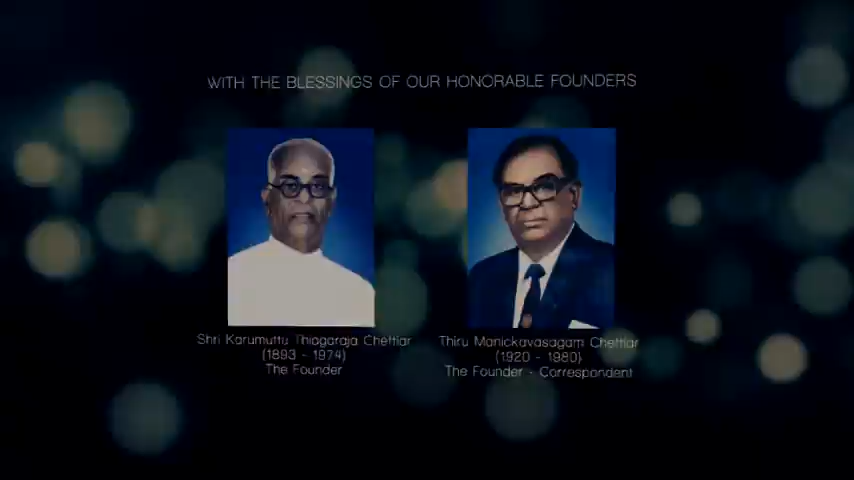 WITH THE BLESSINGS OF OUR HONORABLE FOUNDERS
Shri Karumuttu Thiagaraja Chettiar
(1893 - 1974)
The Founder
Thiru Manickavasagam Chettiar
(1920 - 1980)
The Founder - Correspondent